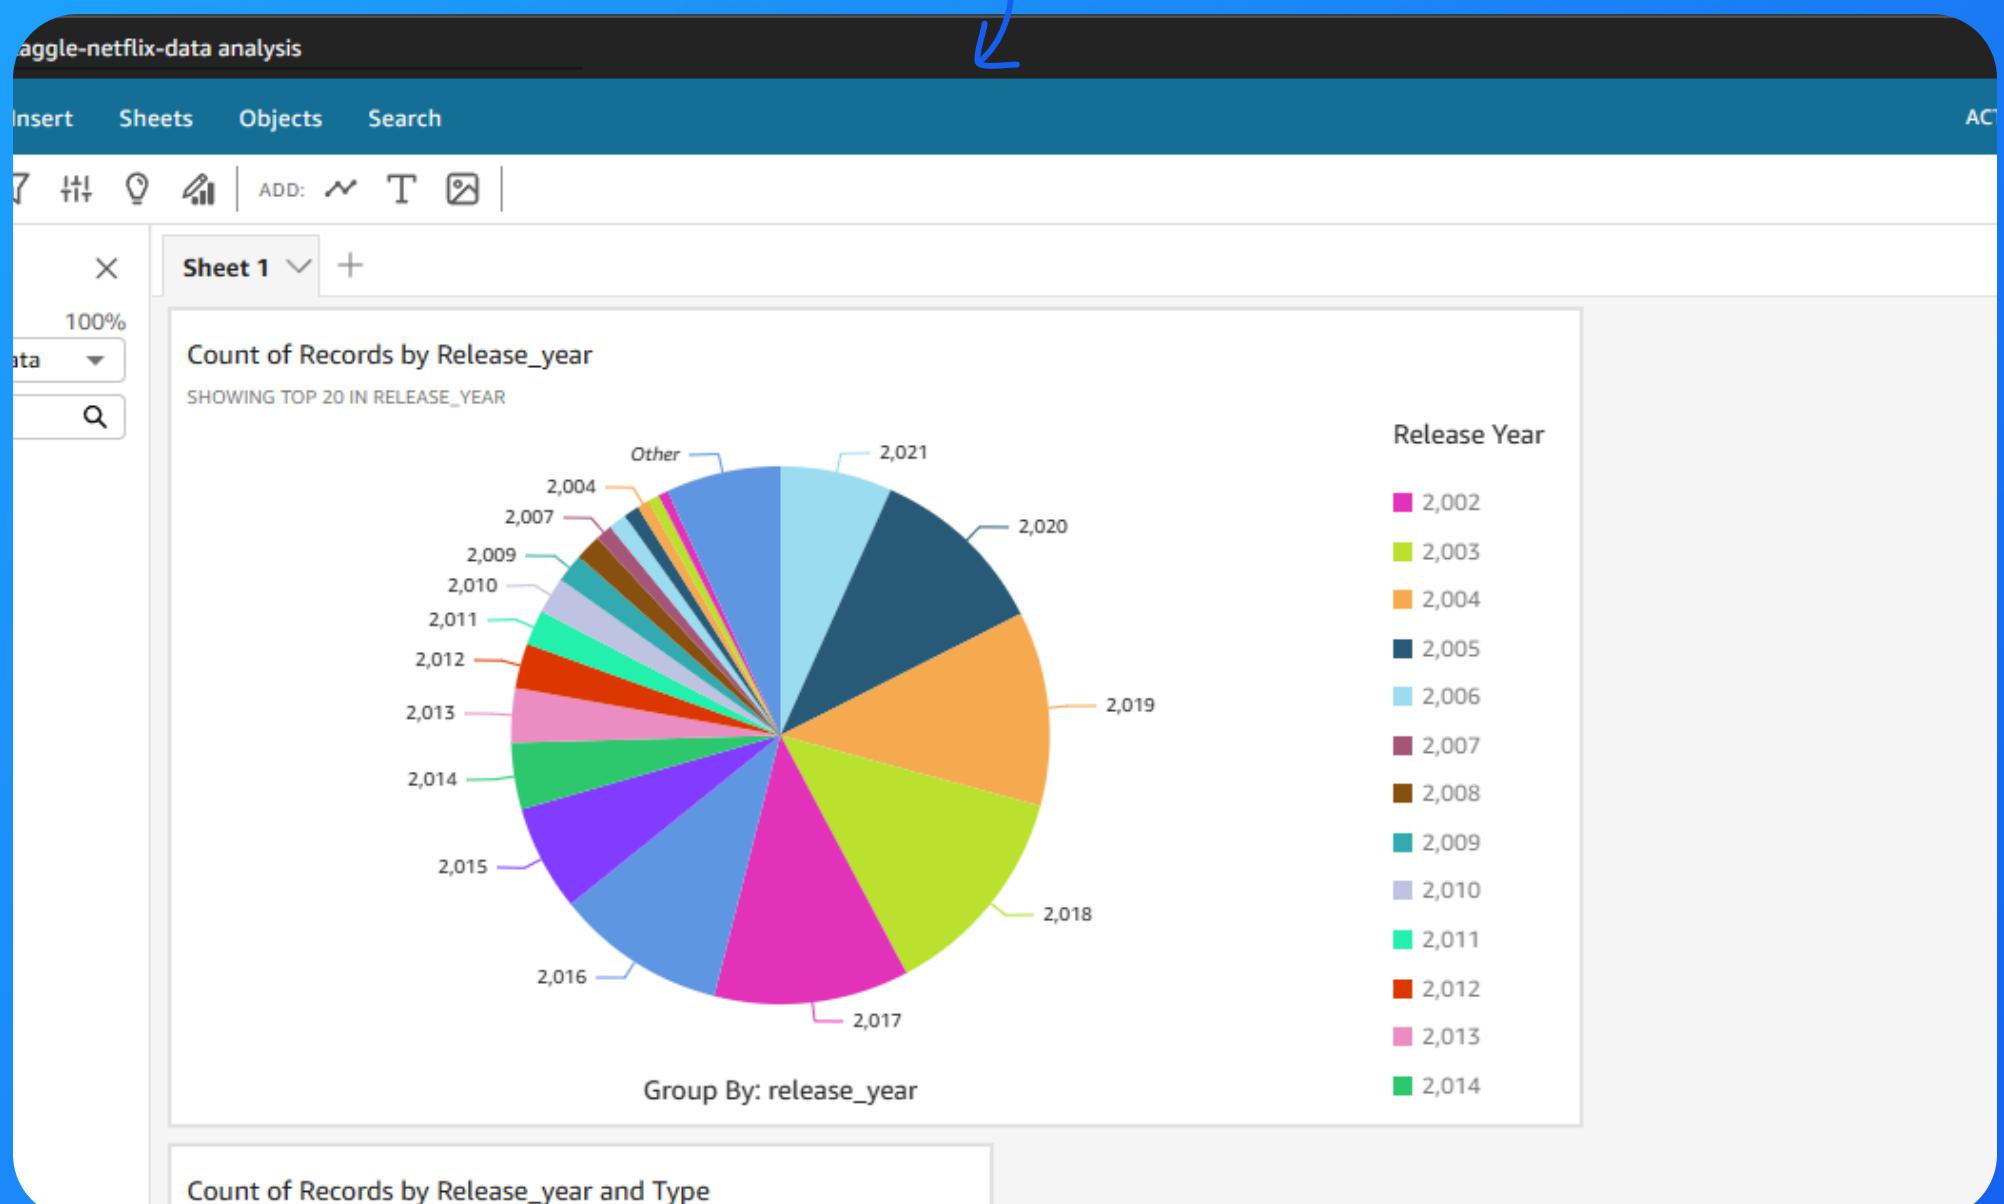 aggle-netflix-data analysis
Insert Sheets Objects Search ACT
ADD:
Sheet 1
100%
ata
Count of Records by Release_year
SHOWING TOP 20 IN RELEASE_YEAR
Other
2,004
2,007
2,009
2,010
2,011
2,012
2,013
2,014
2,015
2,016
2,017
2,018
2,019
2,020
2,021
Group By: release_year
Release Year
2,002
2,003
2,004
2,005
2,006
2,007
2,008
2,009
2,010
2,011
2,012
2,013
2,014
Count of Records by Release_year and Type